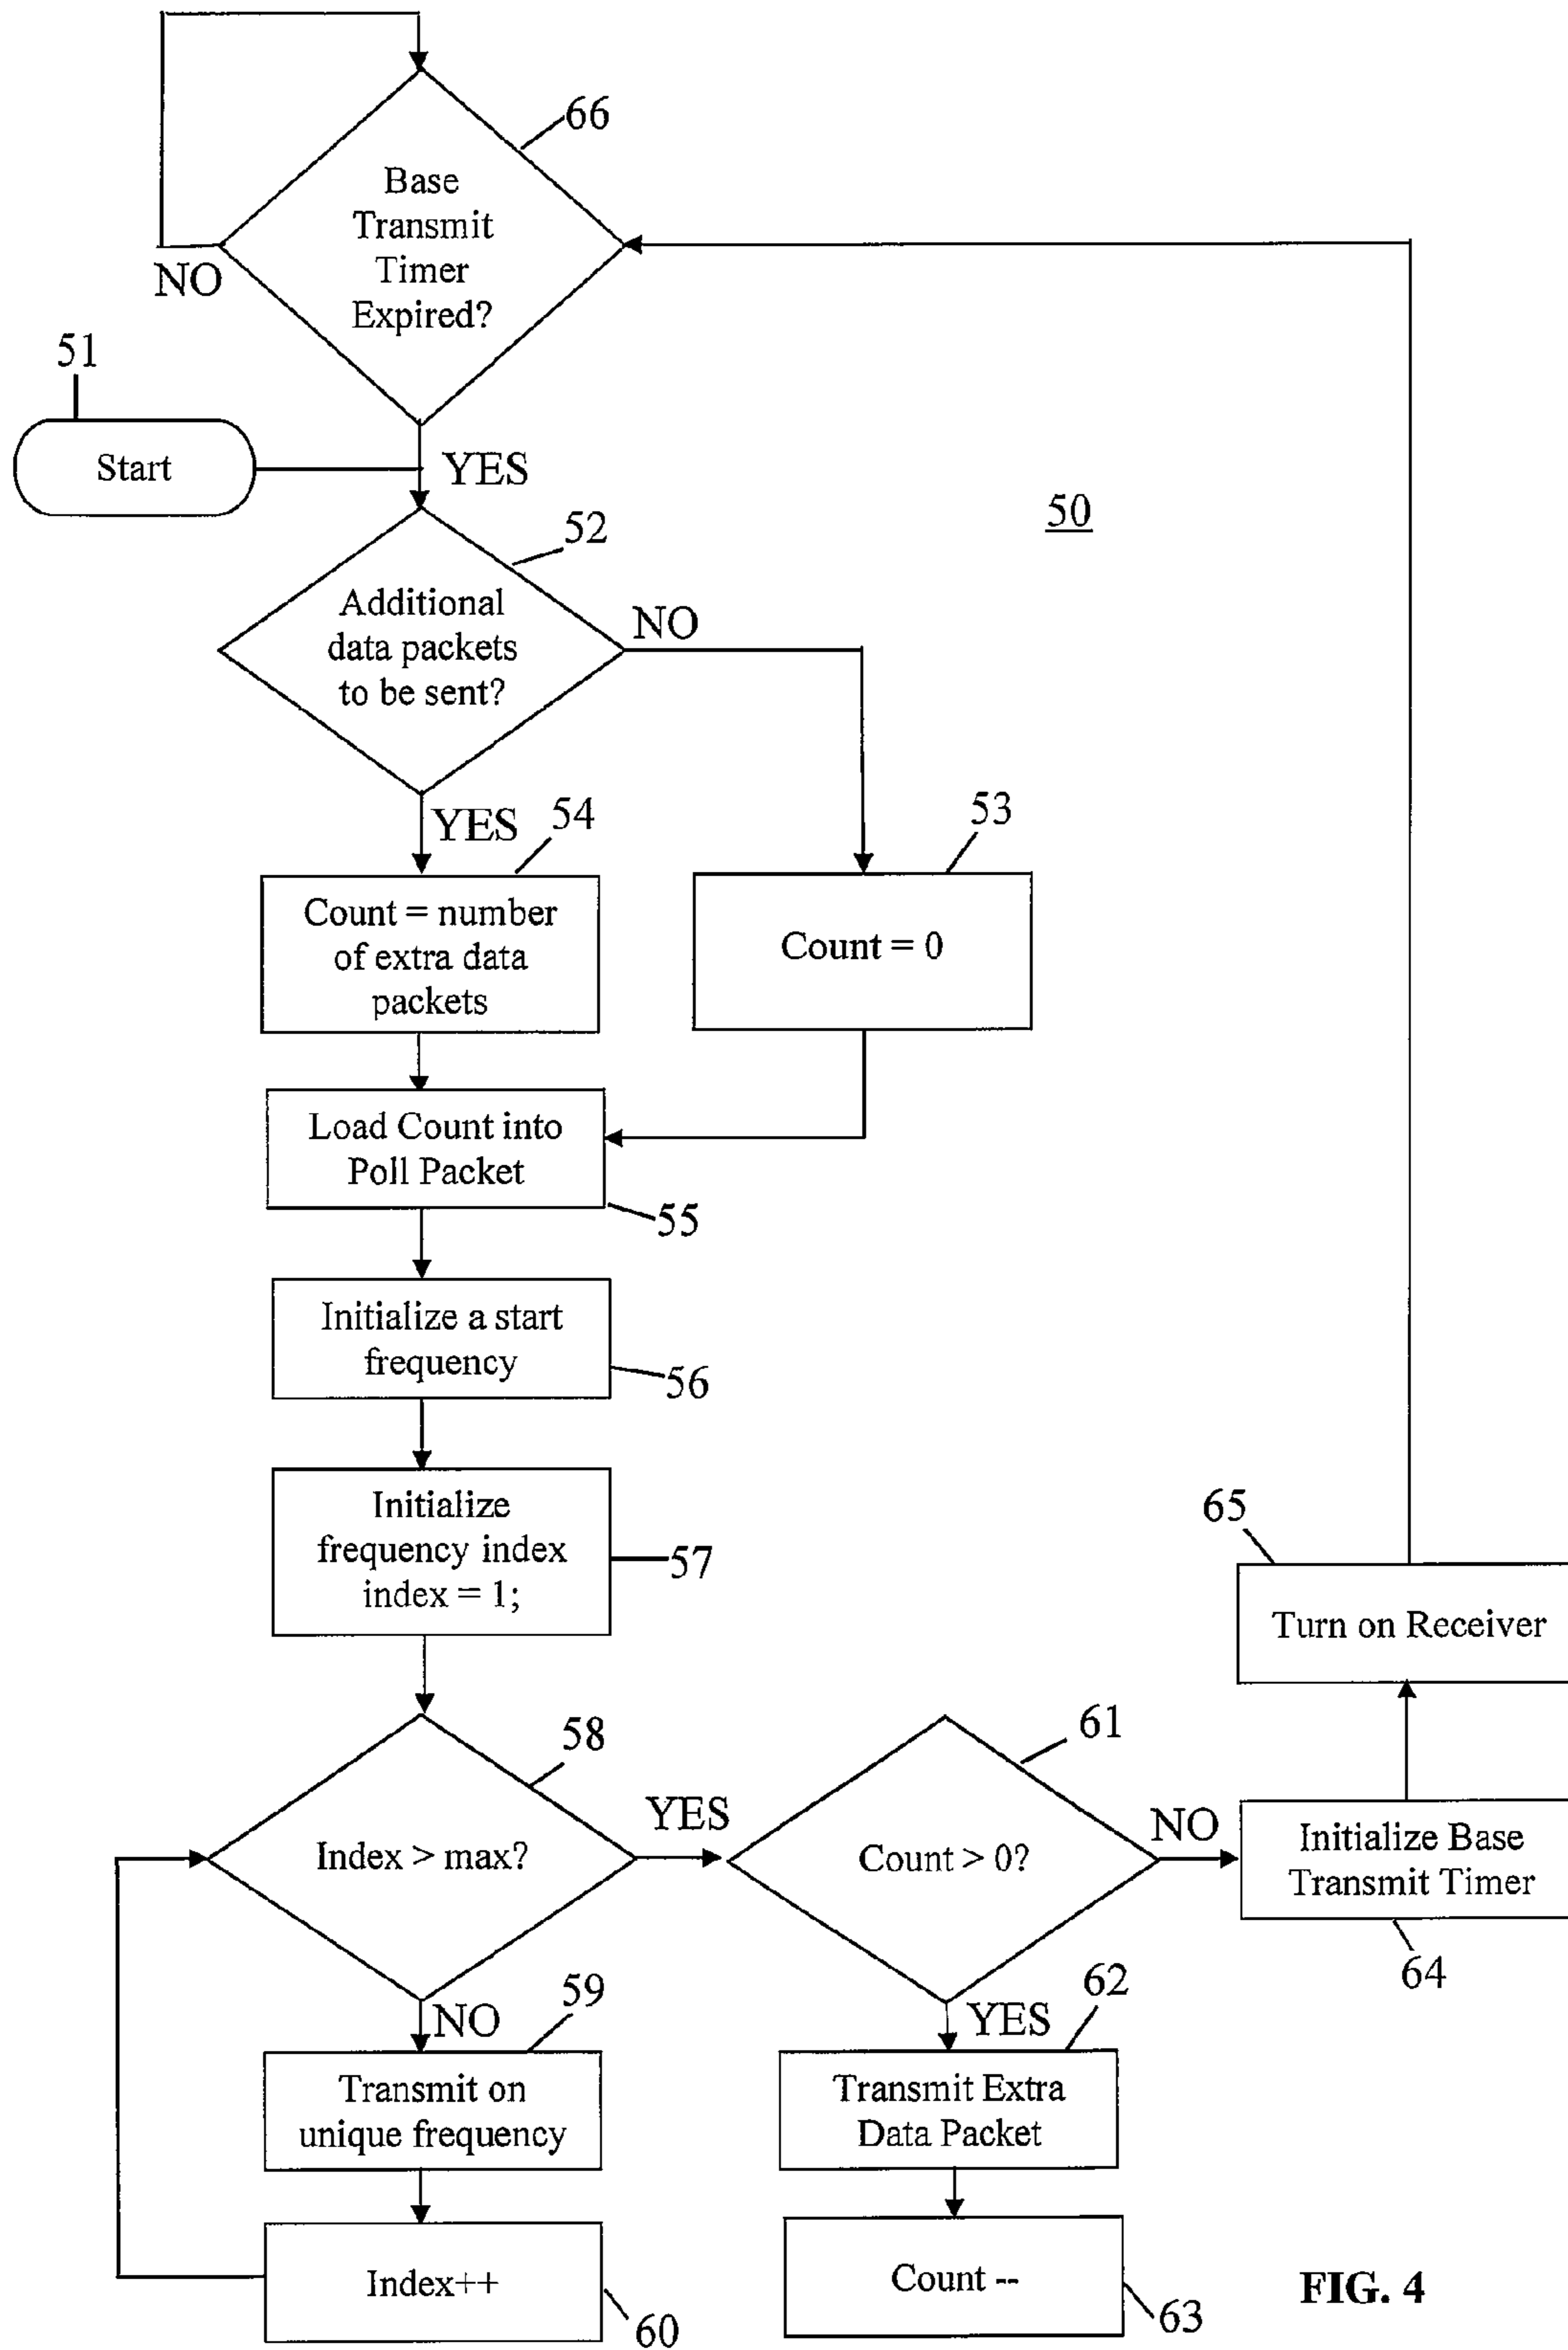 66
Base
Transmit
Timer
Expired?
NO
51
Start
YES
50
52
Additional
data packets
to be sent?
NO
YES
54
53
Count = number
of extra data
packets
Count = 0
Load Count into
Poll Packet
55
Initialize a start
frequency
56
Initialize
frequency index
index = 1;
57
65
Turn on Receiver
58
61
Index > max?
YES
Count > 0?
NO
Initialize Base
Transmit Timer
64
NO
59
YES
62
Transmit on
unique frequency
Transmit Extra
Data Packet
Index++
60
Count --
63
FIG. 4